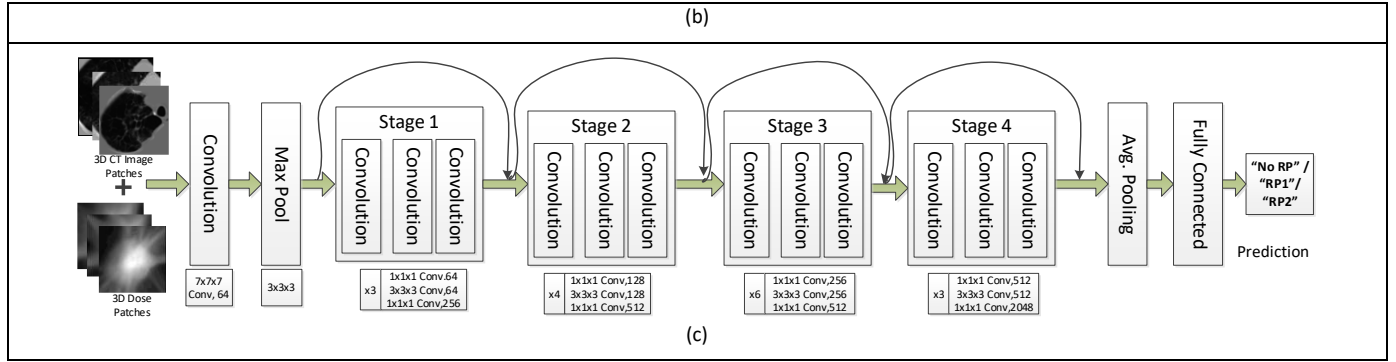 (b)
3D CT Image
Patches
+
3D Dose
Patches
Convolution
7x7x7
Conv, 64
Max Pool
3x3x3
Stage 1
Convolution
Convolution
Convolution
x3
1x1x1 Conv.64
3x3x3 Conv,64
1x1x1 Conv,256
Stage 2
Convolution
Convolution
Convolution
x4
1x1x1 Conv,128
3x3x3 Conv,128
1x1x1 Conv,512
Stage 3
Convolution
Convolution
Convolution
x6
1x1x1 Conv,256
3x3x3 Conv,256
1x1x1 Conv,512
Stage 4
Convolution
Convolution
Convolution
x3
1x1x1 Conv,512
3x3x3 Conv,512
1x1x1 Conv,2048
Avg. Pooling
Fully Connected
“No RP” /
“RP1”/
“RP2”
Prediction
(c)